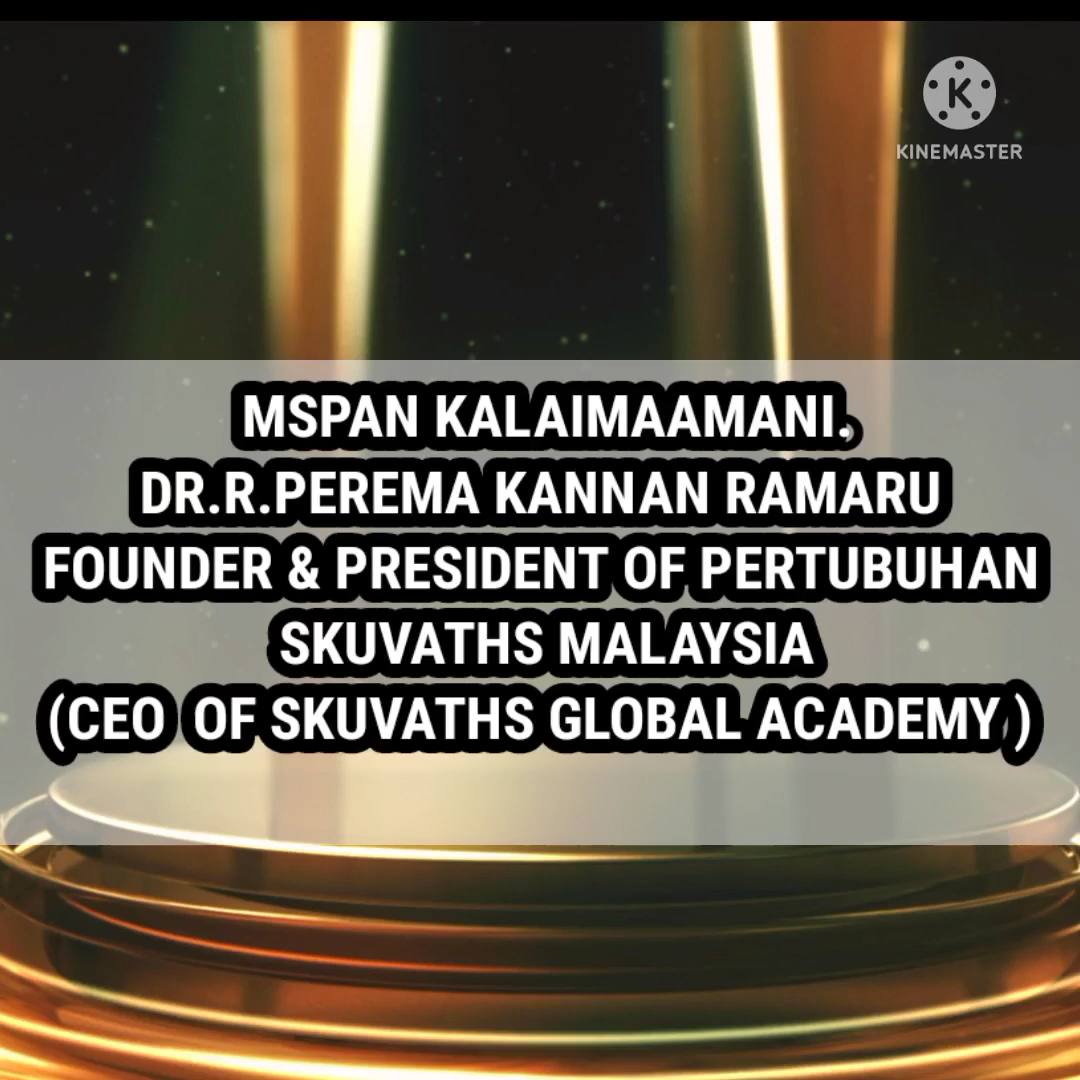 KINEMASTER
MSPAN KALAIMAAMANI.
DR.R.PEREMA KANNAN RAMARU
FOUNDER & PRESIDENT OF PERTUBUHAN
SKUVATHS MALAYSIA
(CEO OF SKUVATHS GLOBAL ACADEMY )